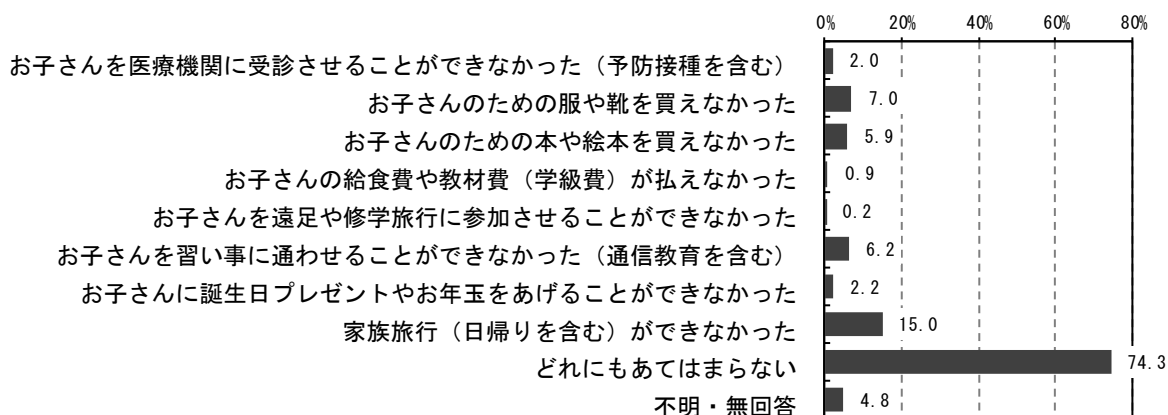 0% 20% 40% 60% 80%
お子さんを医療機関に受診させることができなかった（予防接種を含む） 2.0
お子さんのための服や靴を買えなかった 7.0
お子さんのための本や絵本を買えなかった 5.9
お子さんの給食費や教材費（学級費）が払えなかった 0.9
お子さんを遠足や修学旅行に参加させることができなかった 0.2
お子さんを習い事に通わせることができなかった（通信教育を含む） 6.2
お子さんに誕生日プレゼントやお年玉をあげることができなかった 2.2
家族旅行（日帰りを含む）ができなかった 15.0
どれにもあてはまらない 74.3
不明・無回答 4.8